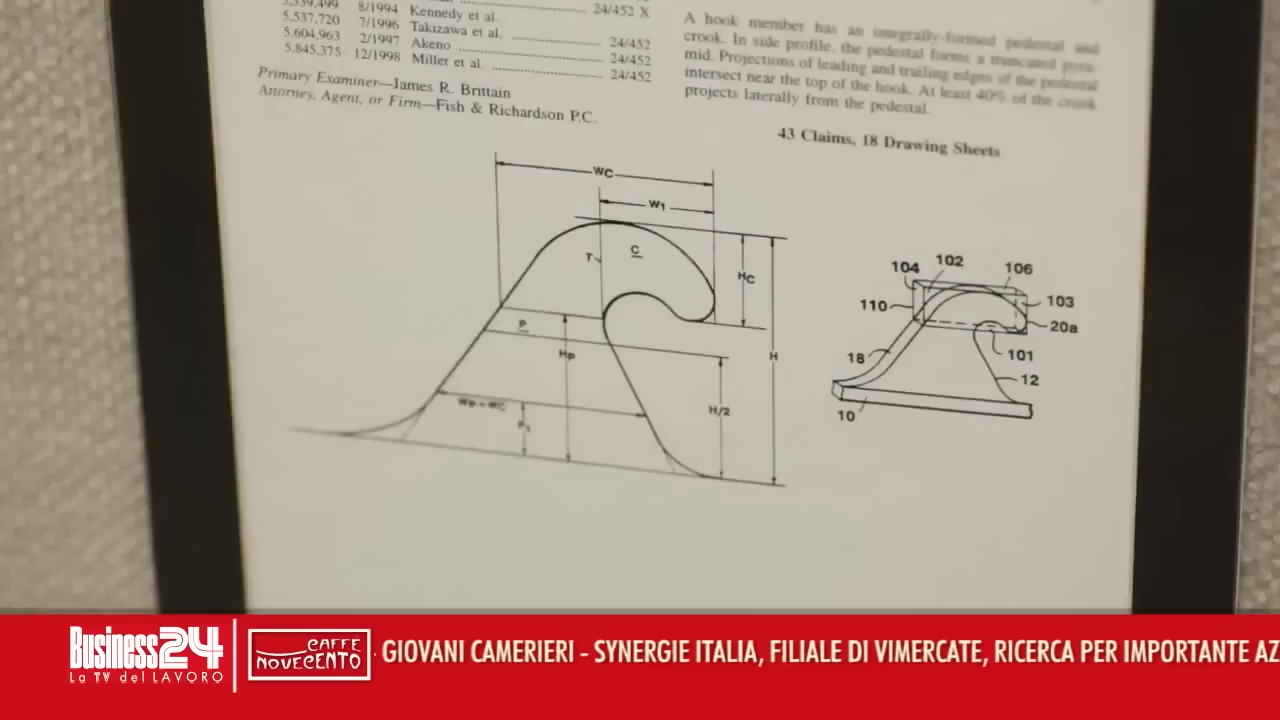 5,539,499 8/1994 Kennedy et al. 24/452 X
5,537,720 7/1996 Takizawa et al. 24/452
5,604,963 2/1997 Akeno 24/452
5,845,375 12/1998 Miller et al. 24/452
Primary Examiner—James R. Brittain
Attorney, Agent, or Firm—Fish & Richardson P.C.
A hook member has an integrally-formed pedestal and
crook. In side profile, the pedestal forms a truncated pyra-
mid. Projections of leading and trailing edges of the pedestal
intersect near the top of the hook. At least 40% of the crook
projects laterally from the pedestal.
43 Claims, 18 Drawing Sheets
WC
W1
T
C
HC
P
HP
H
H/2
WP = WC
P1
104
102
106
110
103
20a
101
18
12
10
Business24
La TV del LAVORO
CAFFE
NOVECENTO
GIOVANI CAMERIERI - SYNERGIE ITALIA, FILIALE DI VIMERCATE, RICERCA PER IMPORTANTE AZ